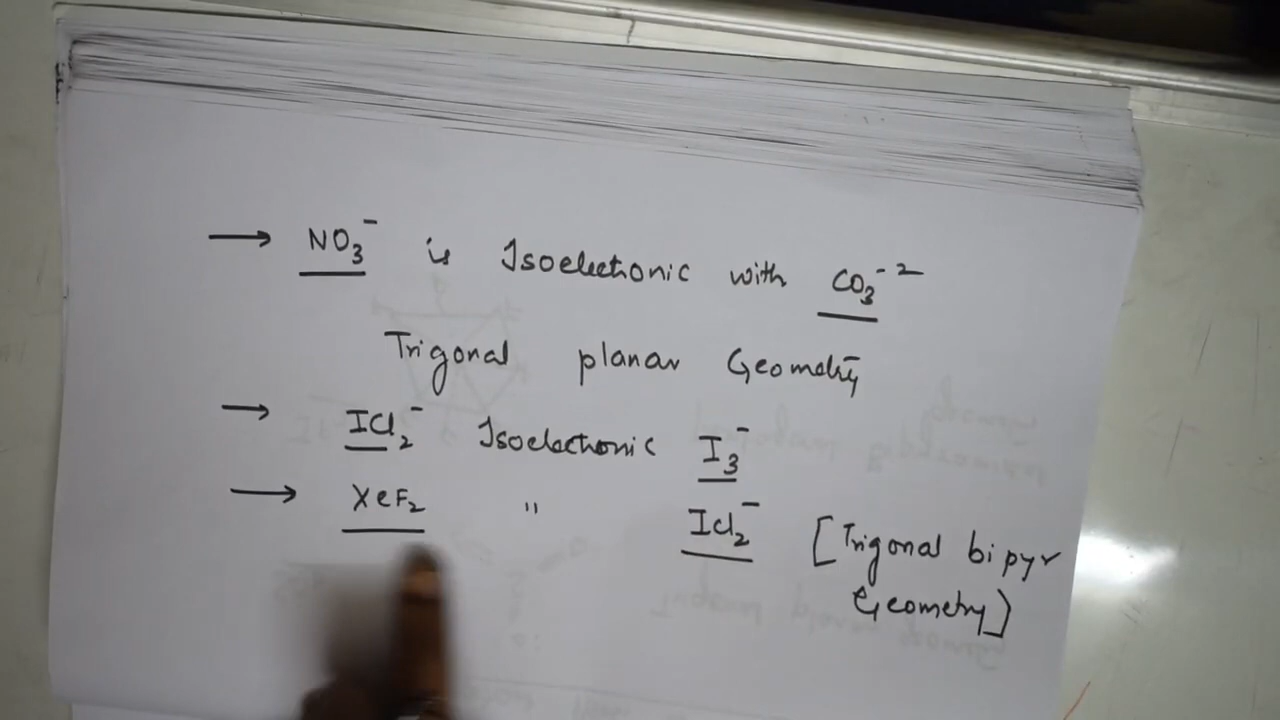 → NO₃⁻ is Isoelectronic with CO₃⁻²
Trigonal planar Geometry
→ ICl₂⁻ Isoelectronic I₃⁻
→ XeF₂ " ICl₂⁻ [Trigonal bipyr
Geometry]